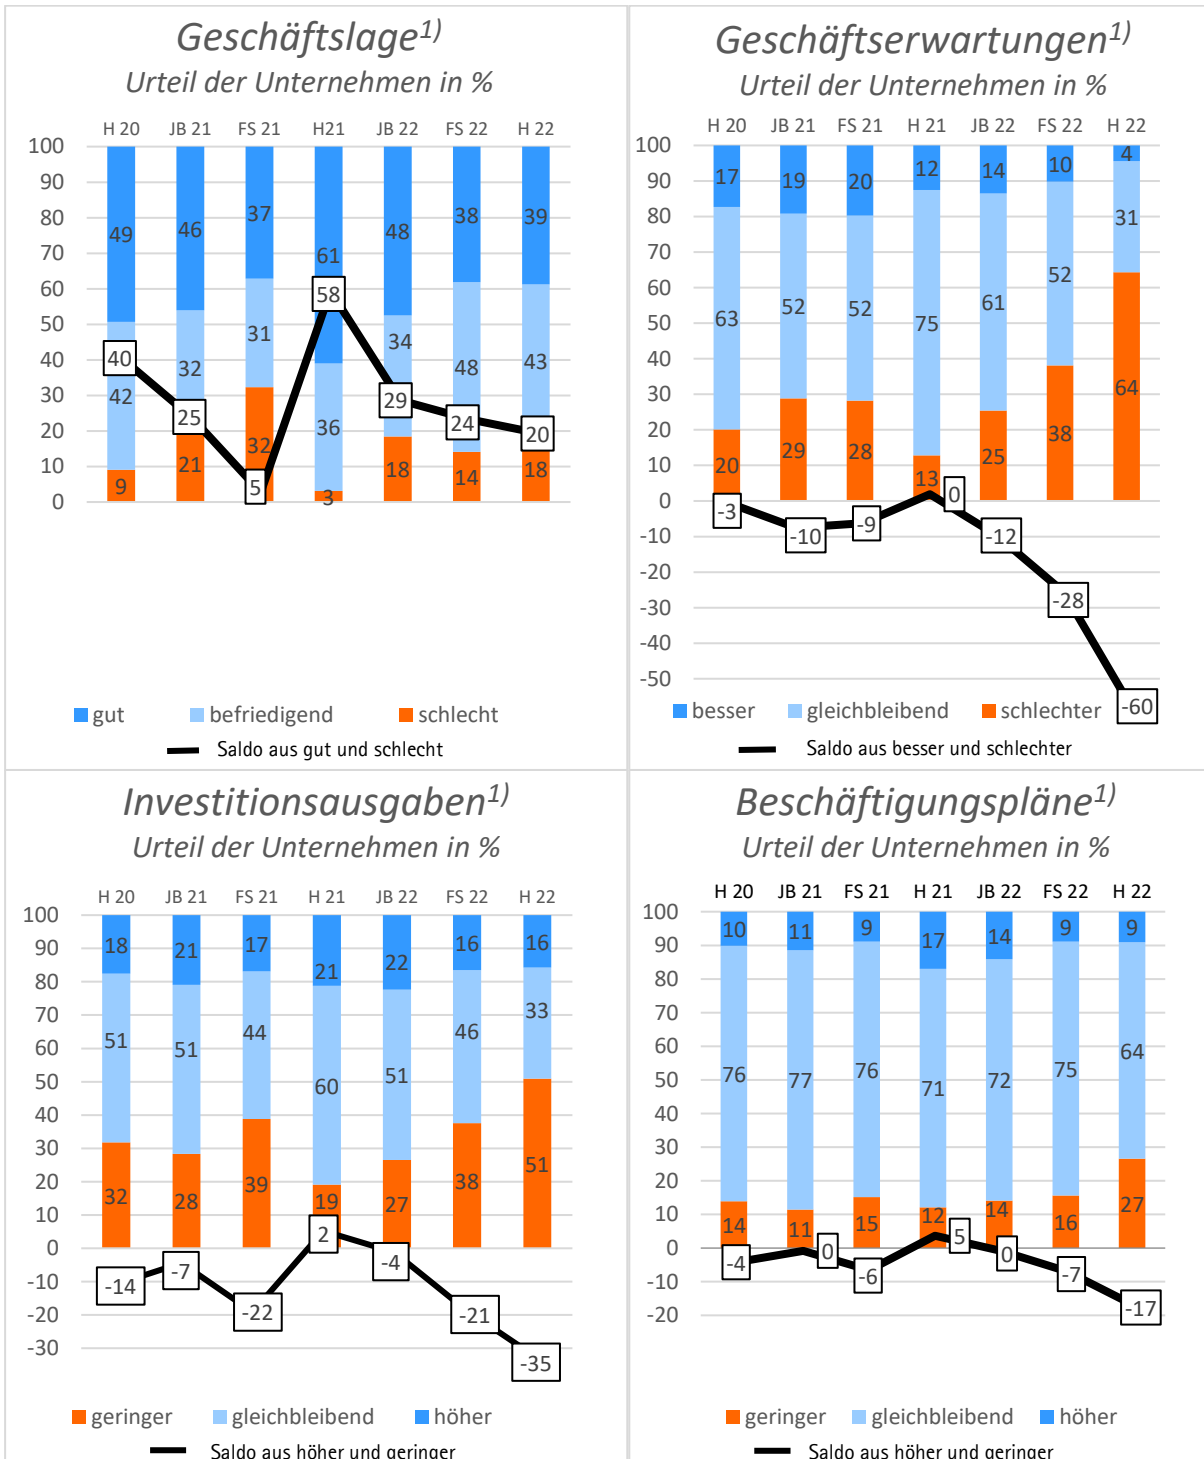 Geschäftslage1)
Urteil der Unternehmen in %
H 20 JB 21 FS 21 H21 JB 22 FS 22 H 22
100
90
80
70
60
50
40
30
20
10
0
49 46 37 61 48 38 39
42 32 31 36 34 48 43
9 21 32 3 18 14 18
40 25 5 58 29 24 20
gut befriedigend schlecht
Saldo aus gut und schlecht
Geschäftserwartungen1)
Urteil der Unternehmen in %
H 20 JB 21 FS 21 H 21 JB 22 FS 22 H 22
100
90
80
70
60
50
40
30
20
10
0
-10
-20
-30
-40
-50
17 19 20 12 14 10 4
63 52 52 75 61 52 31
20 29 28 13 25 38 64
-3 -10 -9 0 -12 -28 -60
besser gleichbleibend schlechter
Saldo aus besser und schlechter
Investitionsausgaben1)
Urteil der Unternehmen in %
H 20 JB 21 FS 21 H 21 JB 22 FS 22 H 22
100
90
80
70
60
50
40
30
20
10
0
-10
-20
-30
18 21 17 21 22 16 16
51 51 44 60 51 46 33
32 28 39 19 27 38 51
-14 -7 -22 2 -4 -21 -35
geringer gleichbleibend höher
Saldo aus höher und geringer
Beschäftigungspläne1)
Urteil der Unternehmen in %
H 20 JB 21 FS 21 H 21 JB 22 FS 22 H 22
100
90
80
70
60
50
40
30
20
10
0
-10
-20
10 11 9 17 14 9 9
76 77 76 71 72 75 64
14 11 15 12 14 16 27
-4 0 -6 5 0 -7 -17
geringer gleichbleibend höher
Saldo aus höher und geringer